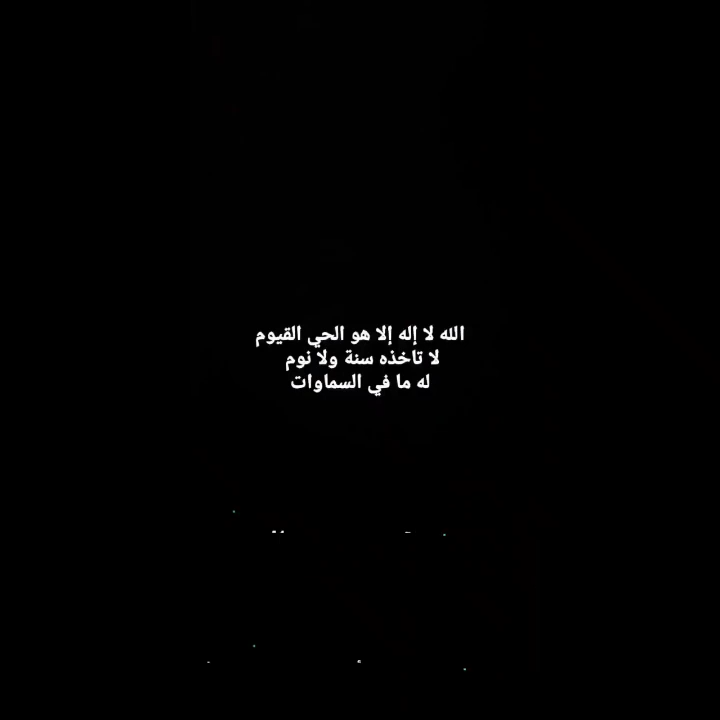 الله لا إله إلا هو الحي القيوم
لا تاخذه سنة ولا نوم
له ما في السماوات